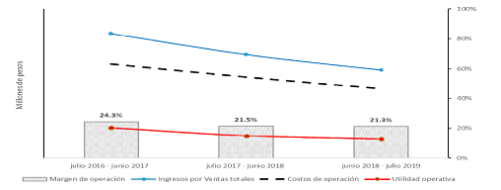 100%
80%
60%
40%
20%
0%
Millones de pesos
24.3%
21.5%
21.3%
julio 2016 - junio 2017
julio 2017 - junio 2018
junio 2018 - julio 2019
Margen de operación
Ingresos por Ventas totales
Costos de operación
Utilidad operativa